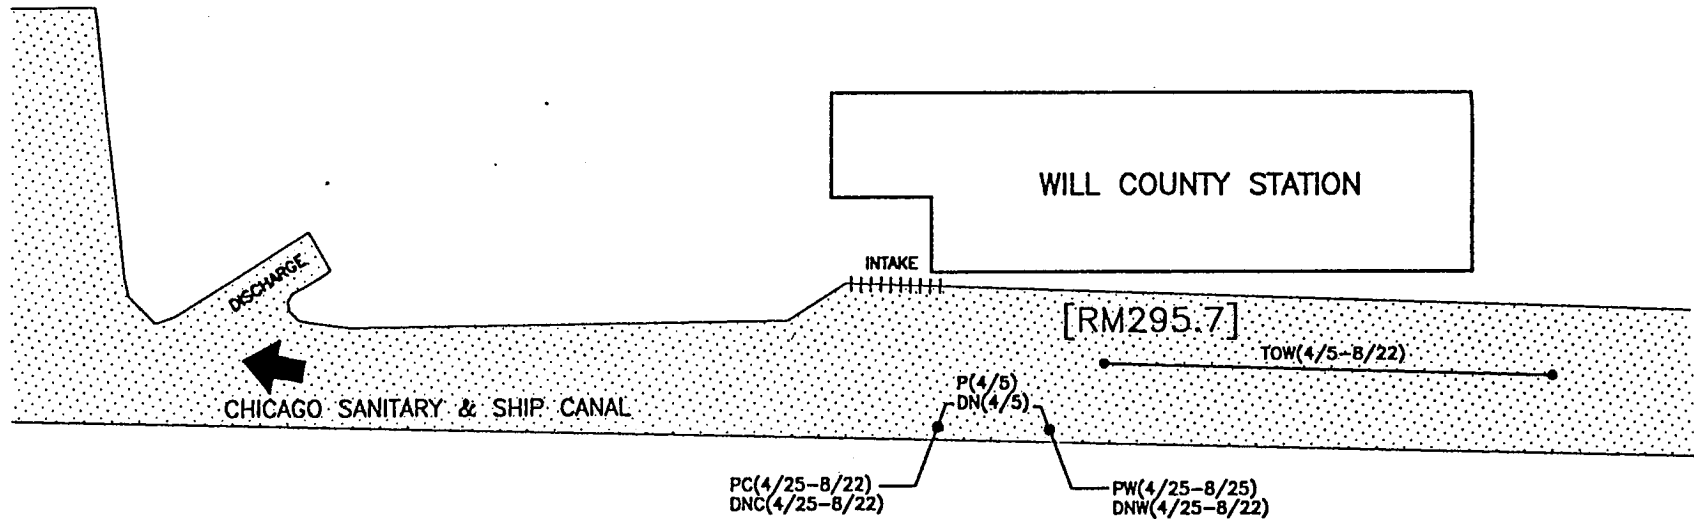 WILL COUNTY STATION
INTAKE
DISCHARGE
[RM295.7]
TOW(4/5-8/22)
P(4/5)
DN(4/5)
CHICAGO SANITARY & SHIP CANAL
PC(4/25-8/22)
DNC(4/25-8/22)
PW(4/25-8/25)
DNW(4/25-8/22)